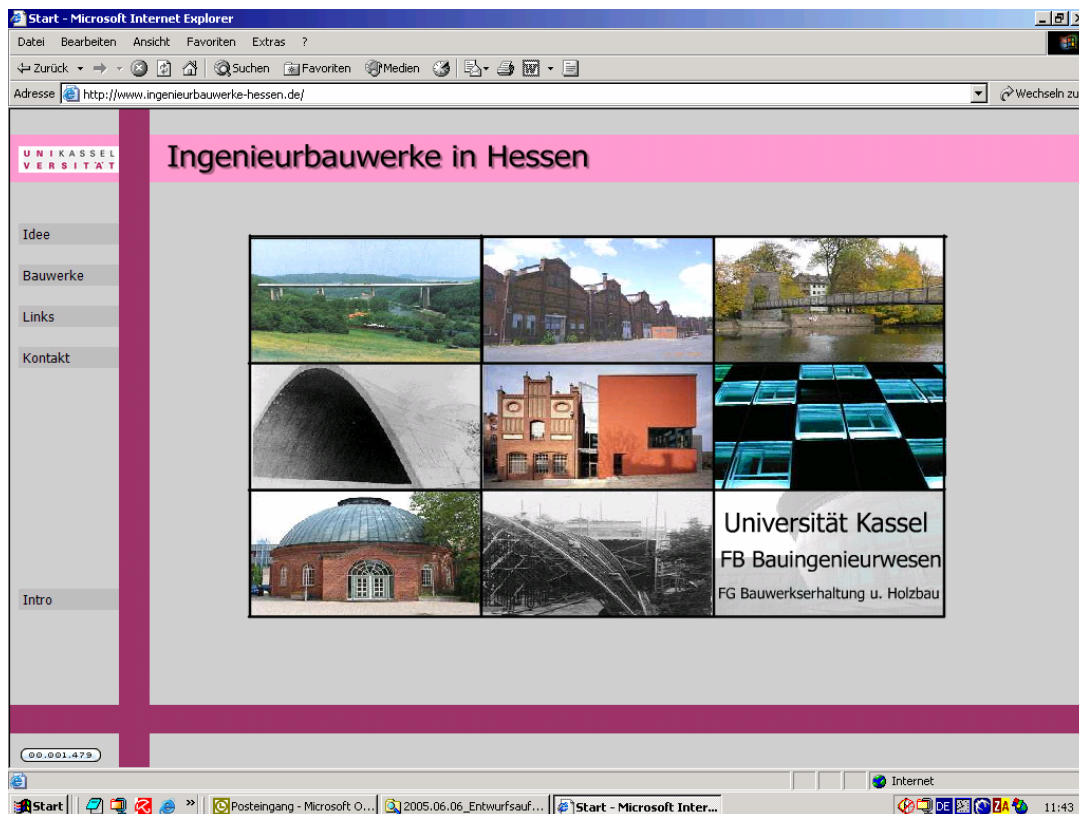 Start - Microsoft Internet Explorer
Datei Bearbeiten Ansicht Favoriten Extras ?
Zurück Suchen Favoriten Medien
Adresse http://www.ingenieurbauwerke-hessen.de/ Wechseln zu
UNIKASSEL
VERSITÄT
Ingenieurbauwerke in Hessen
Idee
Bauwerke
Links
Kontakt
Intro
Universität Kassel
FB Bauingenieurwesen
FG Bauwerkserhaltung u. Holzbau
00.001.479
Internet
Start » Posteingang - Microsoft O... 2005.06.06_Entwurfsauf... Start - Microsoft Inter... DE ZA 11:43